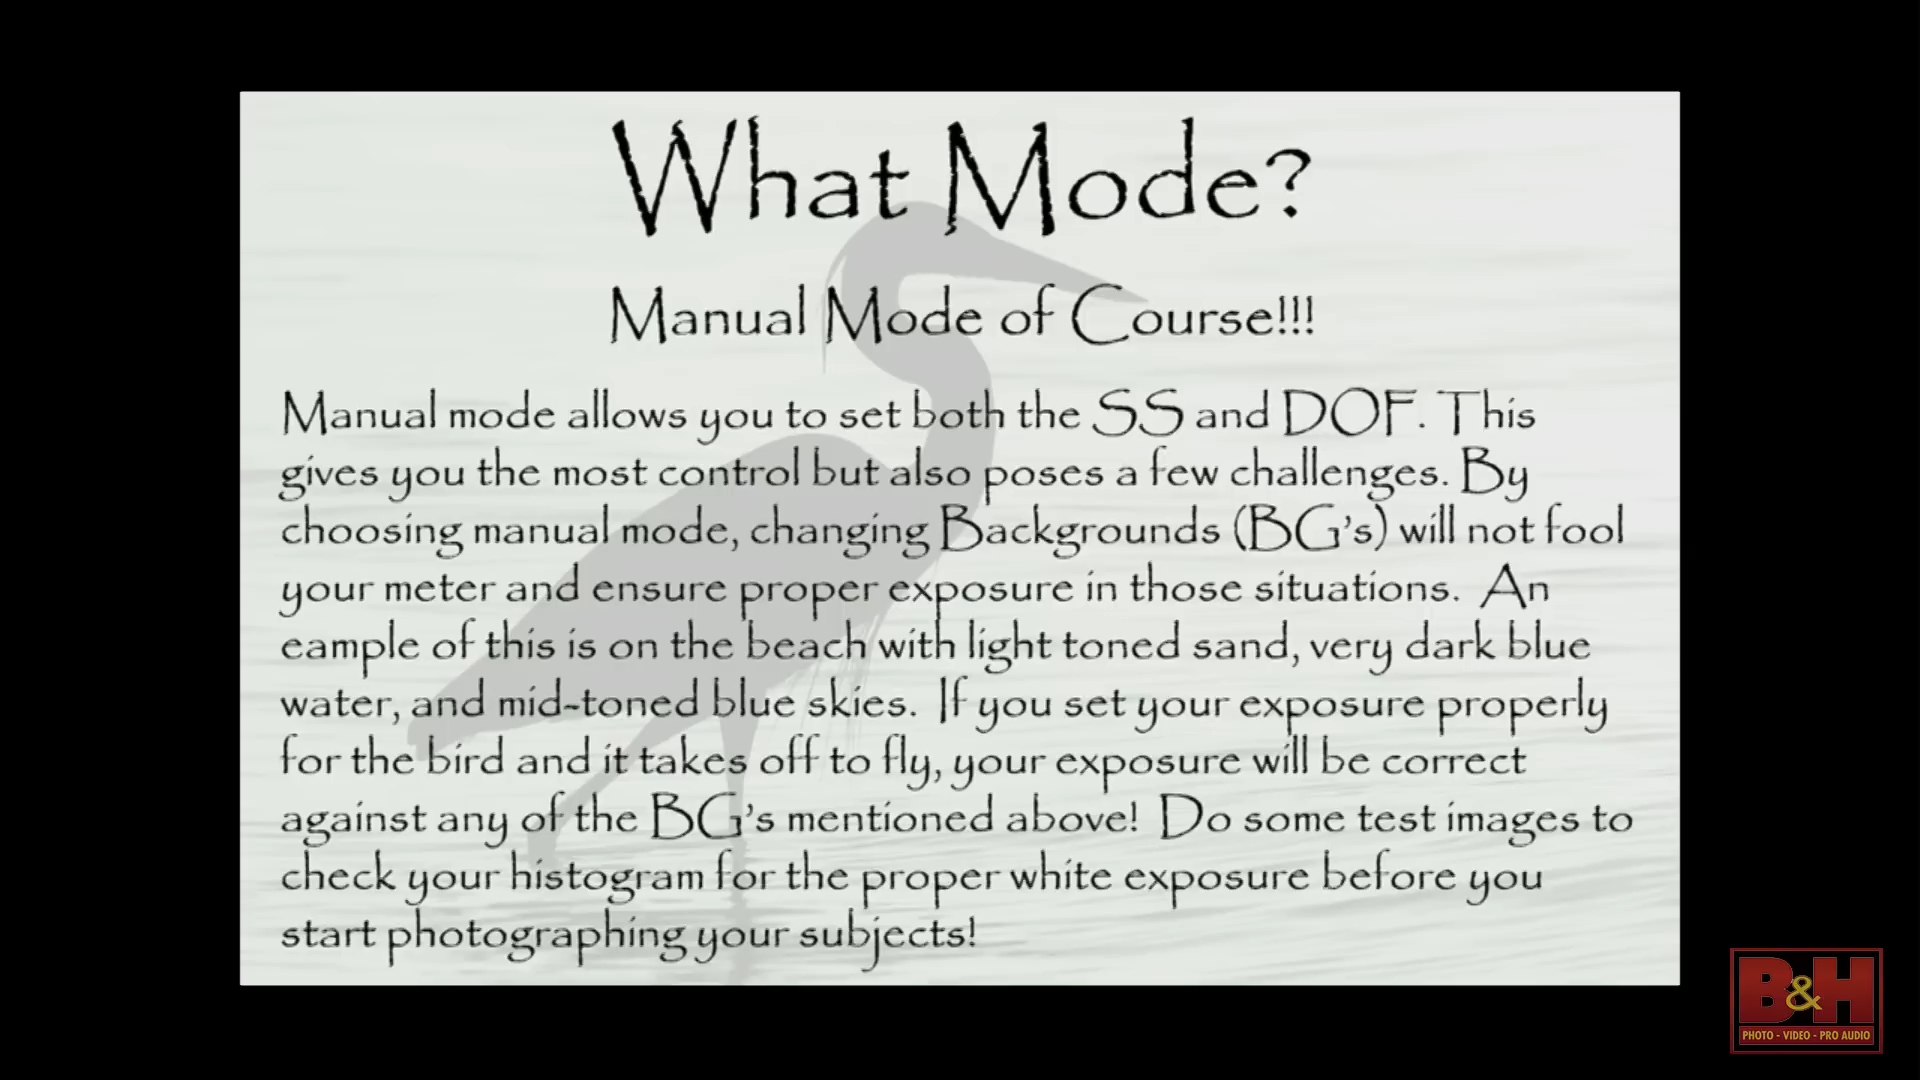 What Mode?
Manual Mode of Course!!!
Manual mode allows you to set both the SS and DOF. This
gives you the most control but also poses a few challenges. By
choosing manual mode, changing Backgrounds (BG's) will not fool
your meter and ensure proper exposure in those situations. An
eample of this is on the beach with light toned sand, very dark blue
water, and mid-toned blue skies. If you set your exposure properly
for the bird and it takes off to fly, your exposure will be correct
against any of the BG's mentioned above! Do some test images to
check your histogram for the proper white exposure before you
start photographing your subjects!
B&H
PHOTO - VIDEO - PRO AUDIO